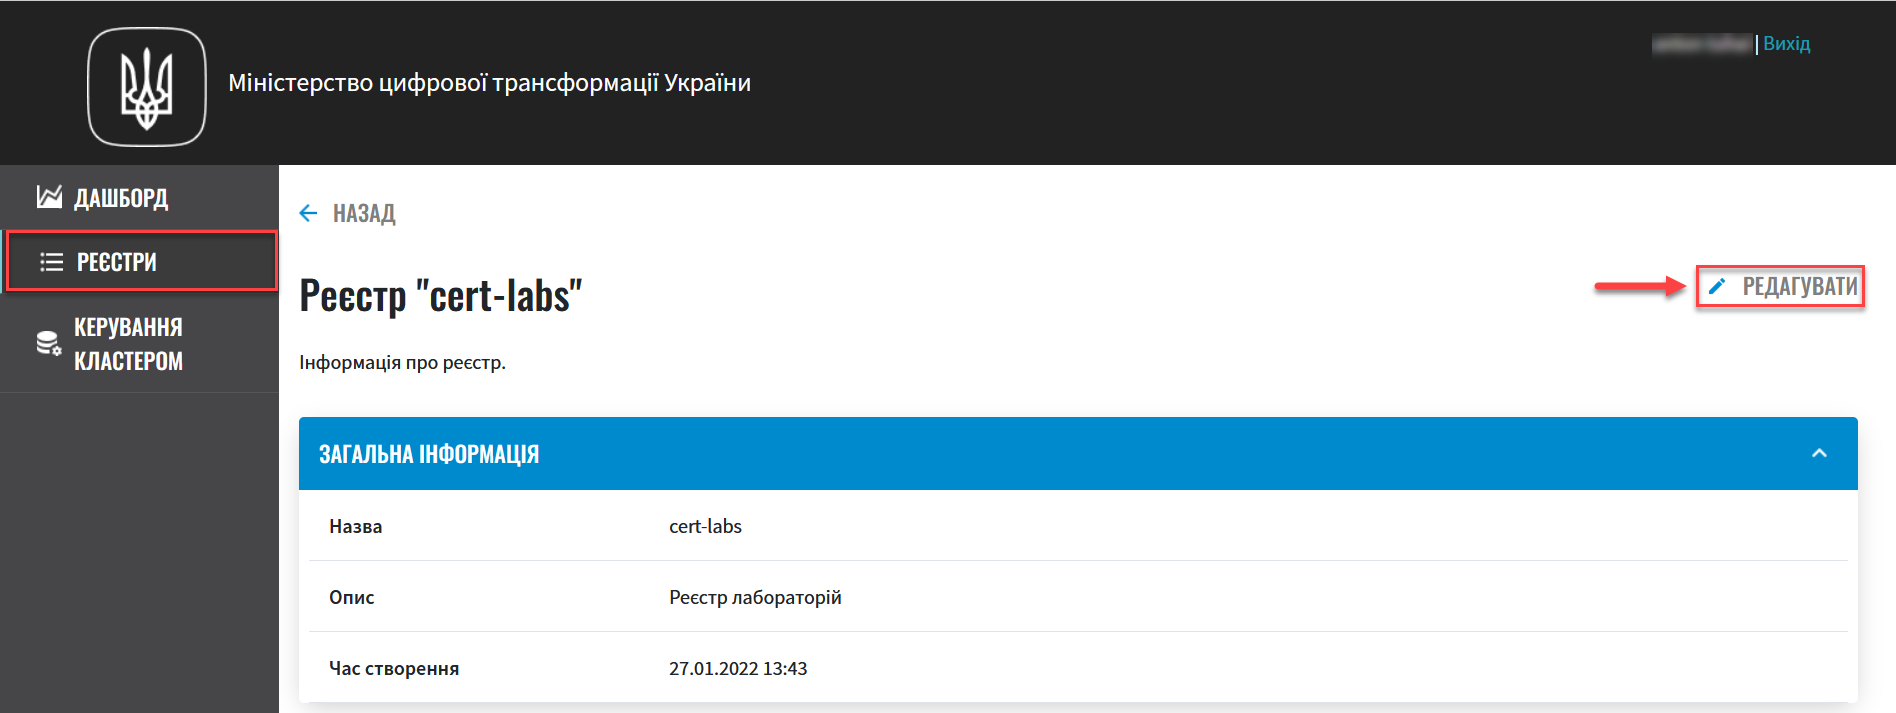 Міністерство цифрової трансформації України
| Вихід
ДАШБОРД
РЕЄСТРИ
КЕРУВАННЯ
КЛАСТЕРОМ
НАЗАД
Реєстр "cert-labs"
РЕДАГУВАТИ
Інформація про реєстр.
ЗАГАЛЬНА ІНФОРМАЦІЯ
Назва cert-labs
Опис Реєстр лабораторій
Час створення 27.01.2022 13:43